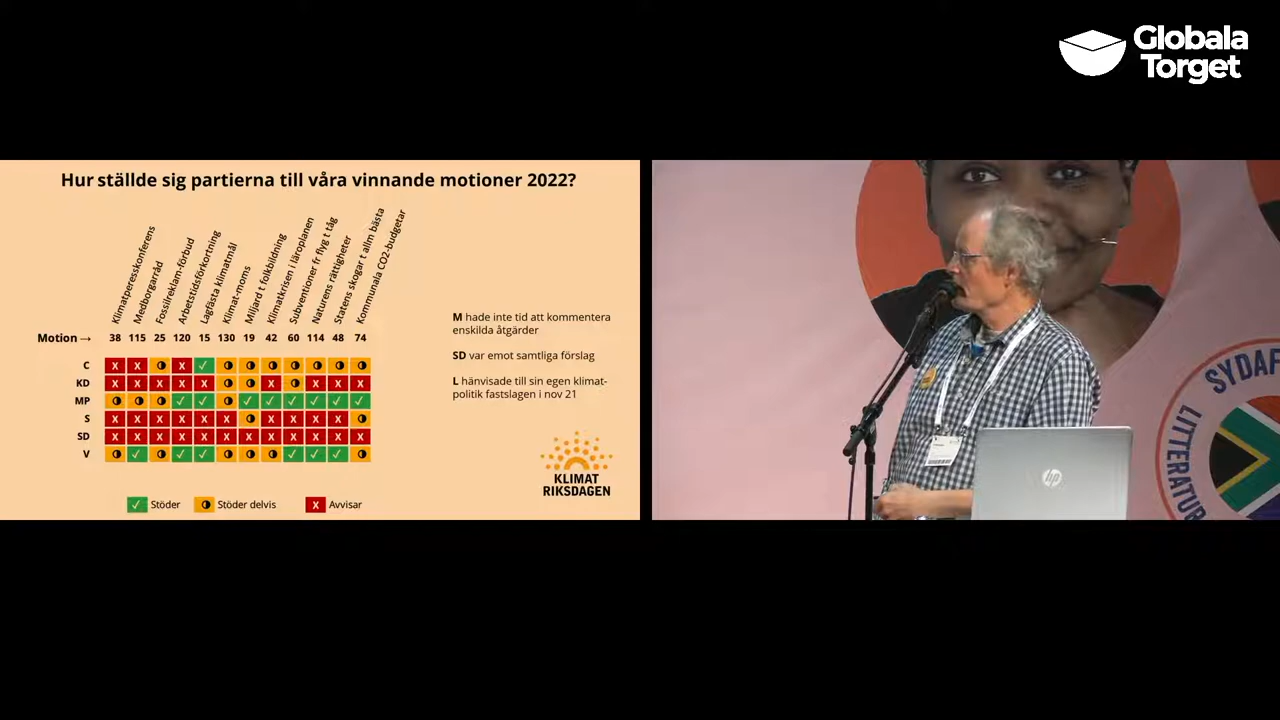 Globala
Torget
Hur ställde sig partierna till våra vinnande motioner 2022?
Klimatpresskonferens
Medborgarråd
Fossilreklam-förbud
Arbetstidsförkortning
Lagfästa klimatmål
Klimat-moms
Miljard t folkbildning
Klimatkrisen i läroplanen
Subventioner fr flyg t tåg
Naturens rättigheter
Statens skogar t allm bästa
Kommunala CO2-budgetar
Motion → 38 115 25 120 15 130 19 42 60 114 48 74
C X X ◑ X ✓ ◑ ◑ ◑ ◑ ◑ ◑ ◑
KD X X X X X ◑ ◑ X ◑ X X X
MP ◑ ◑ ◑ ✓ ✓ ◑ ✓ ✓ ✓ ✓ ✓ ✓
S X X X X X X ◑ X X X X ◑
SD X X X X X X X X X X X X
V ◑ ✓ ◑ ✓ ✓ ◑ ◑ ◑ ✓ ✓ ✓ ◑
✓ Stöder ◑ Stöder delvis X Avvisar
M hade inte tid att kommentera
enskilda åtgärder
SD var emot samtliga förslag
L hänvisade till sin egen klimat-
politik fastslagen i nov 21
KLIMAT
RIKSDAGEN
SYDAF
LITTERATUR
hp